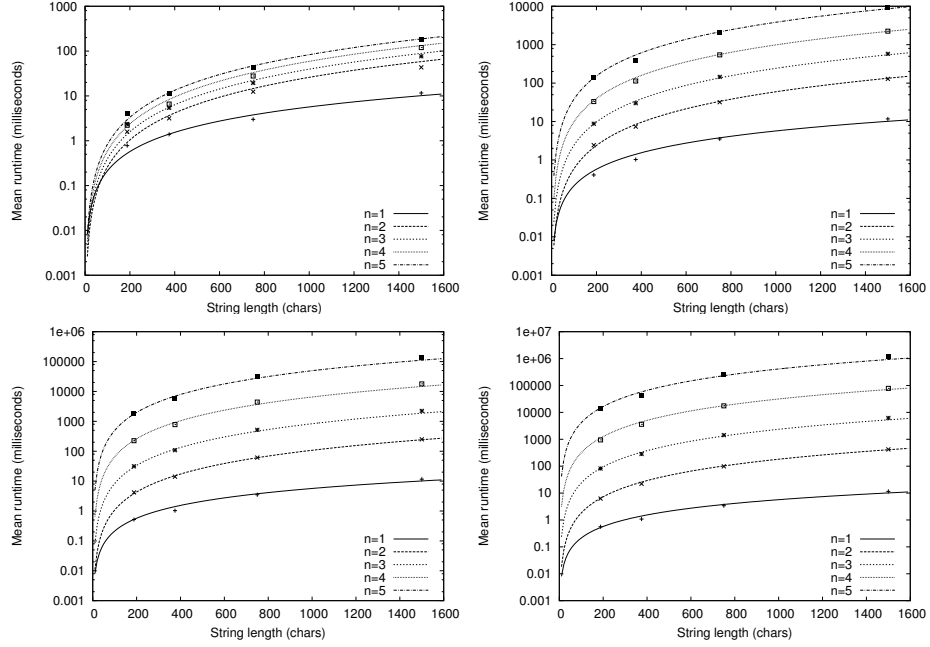 Mean runtime (milliseconds)
1000
100
10
1
0.1
0.01
0.001
n=1
n=2
n=3
n=4
n=5
0 200 400 600 800 1000 1200 1400 1600
String length (chars)
Mean runtime (milliseconds)
10000
1000
100
10
1
0.1
0.01
0.001
n=1
n=2
n=3
n=4
n=5
0 200 400 600 800 1000 1200 1400 1600
String length (chars)
Mean runtime (milliseconds)
1e+06
100000
10000
1000
100
10
1
0.1
0.01
0.001
n=1
n=2
n=3
n=4
n=5
0 200 400 600 800 1000 1200 1400 1600
String length (chars)
Mean runtime (milliseconds)
1e+07
1e+06
100000
10000
1000
100
10
1
0.1
0.01
0.001
n=1
n=2
n=3
n=4
n=5
0 200 400 600 800 1000 1200 1400 1600
String length (chars)